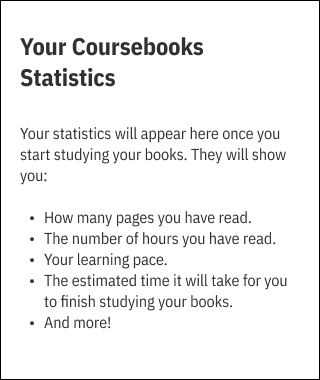 Your Coursebooks
Statistics
Your statistics will appear here once you
start studying your books. They will show
you:
• How many pages you have read.
• The number of hours you have read.
• Your learning pace.
• The estimated time it will take for you
to finish studying your books.
• And more!